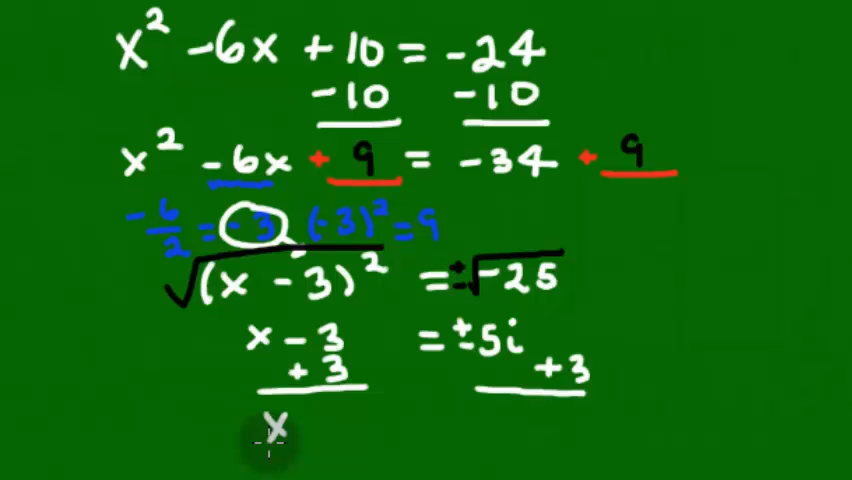 x² - 6x + 10 = -24
-10 -10
x² - 6x + 9 = -34 + 9
-6/2 = -3 (-3)² = 9
√(x - 3)² = ±√-25
x - 3 = ±5i
+ 3 +3
x